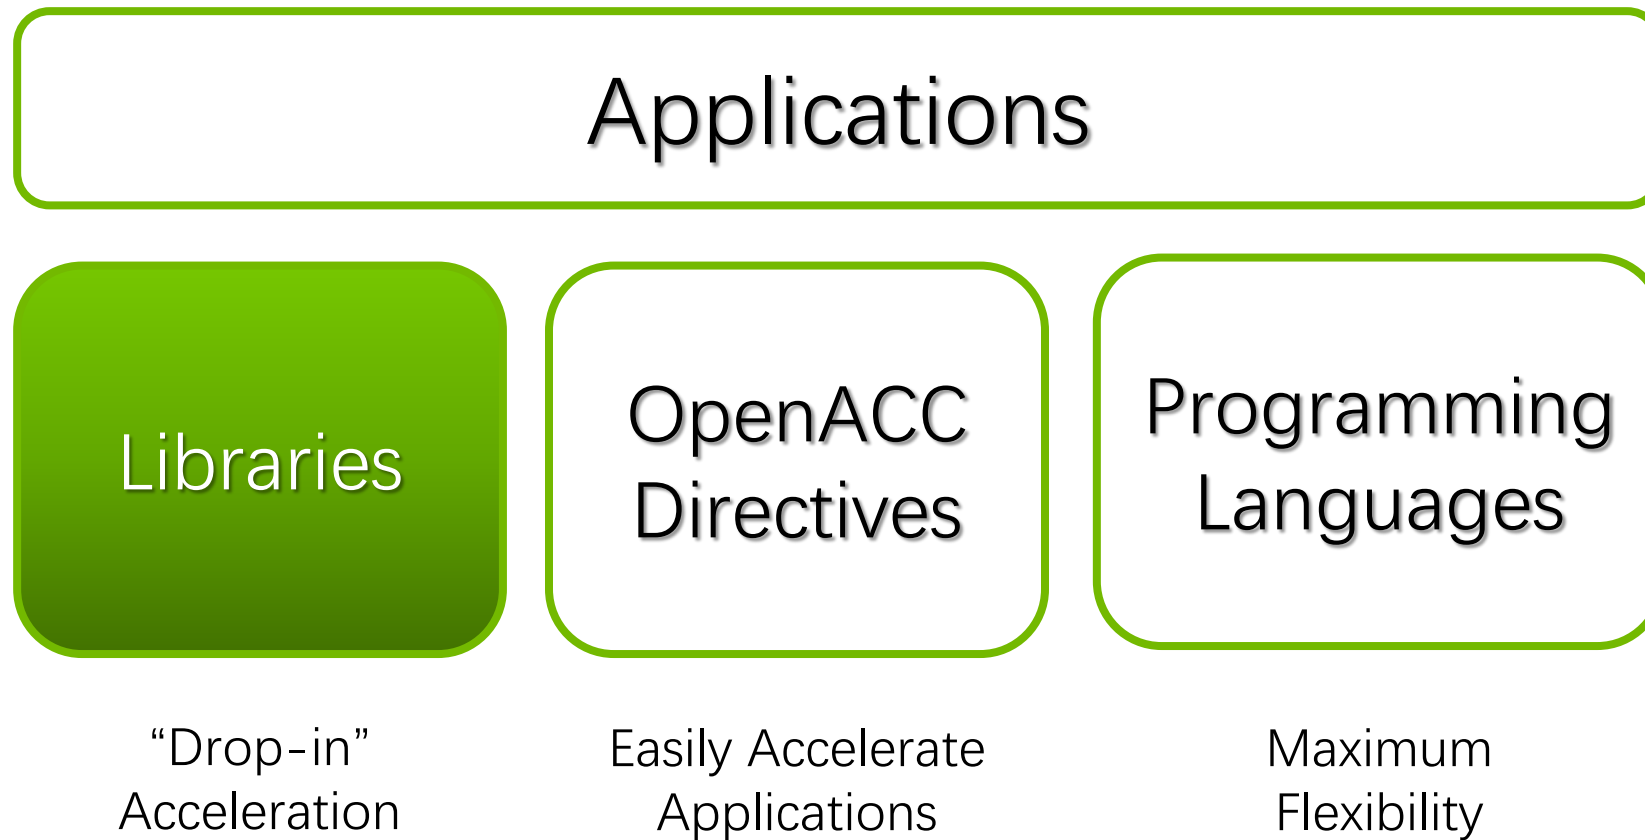 Applications
Libraries
OpenACC
Directives
Programming
Languages
“Drop-in”
Acceleration
Easily Accelerate
Applications
Maximum
Flexibility